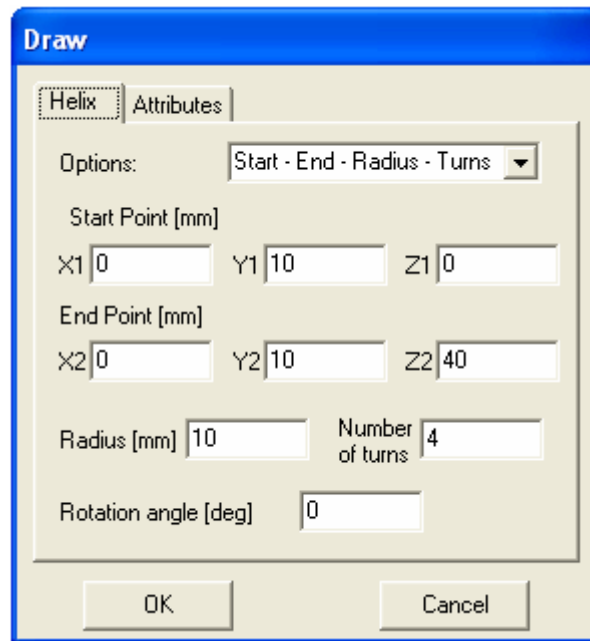 Draw
Helix Attributes
Options: Start - End - Radius - Turns
Start Point [mm]
X1 0 Y1 10 Z1 0
End Point [mm]
X2 0 Y2 10 Z2 40
Radius [mm] 10 Number of turns 4
Rotation angle [deg] 0
OK Cancel